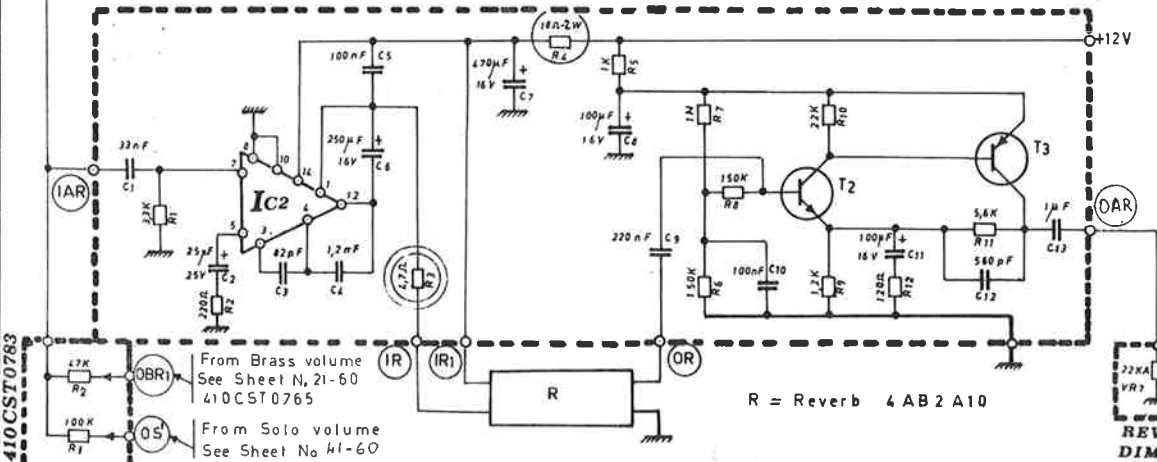 +12V
18Ω-2W
R4
100nF C5
470µF
16V
C7
1K
R5
100µF
16V
C8
1M
R7
22K
R10
T3
T2
150K
R8
250µF
16V
C6
33nF
C1
IAR
33K
R1
IC2
7
8
10
14
1
12
4
5
3
25µF
25V
C2
220Ω
R2
82pF
C3
1,2nF
C4
4,7Ω
R3
220nF
C9
150K
R6
100nF
C10
1,2K
R9
100µF
16V
C11
120Ω
R12
5,6K
R11
560pF
C12
1µF
C13
OAR
IR
IR1
OR
R
R = Reverb 4AB2A10
410CST0783
47K
R2
OBR1
From Brass volume
See Sheet N, 21-60
410CST0765
100K
R1
OS
From Solo volume
See Sheet No 41-60
22KA
VR7
REV
DIM